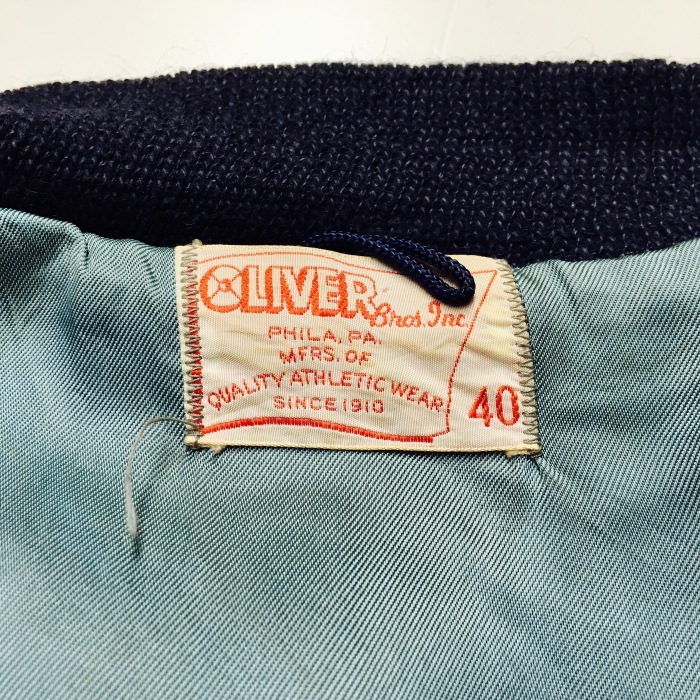 OLIVER
Bros. Inc.
PHILA, PA.
MFRS. OF
QUALITY ATHLETIC WEAR
SINCE 1910
40